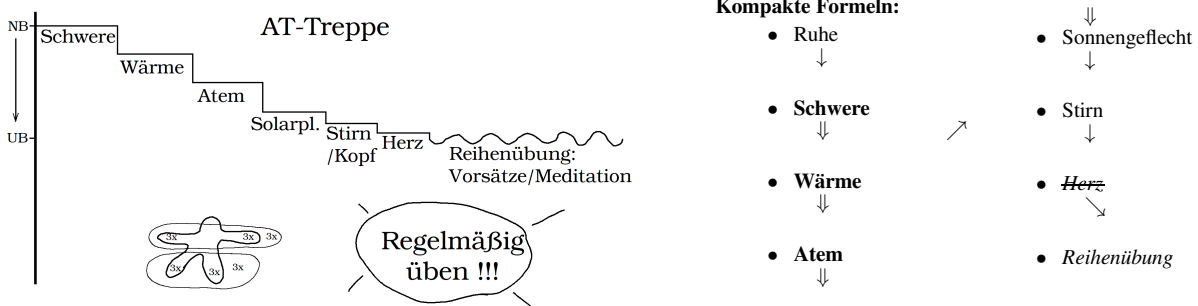 AT-Treppe
NB
Schwere
Wärme
Atem
Solarpl.
Stirn
/Kopf
Herz
UB
Reihenübung:
Vorsätze/Meditation
3x 3x 3x
3x 3x 3x
Regelmäßig
üben !!!
Kompakte Formeln:
• Ruhe
↓
• Schwere
⇓
• Wärme
⇓
• Atem
⇓
↗
⇓
• Sonnengeflecht
↓
• Stirn
↓
• Herz
↘
• Reihenübung